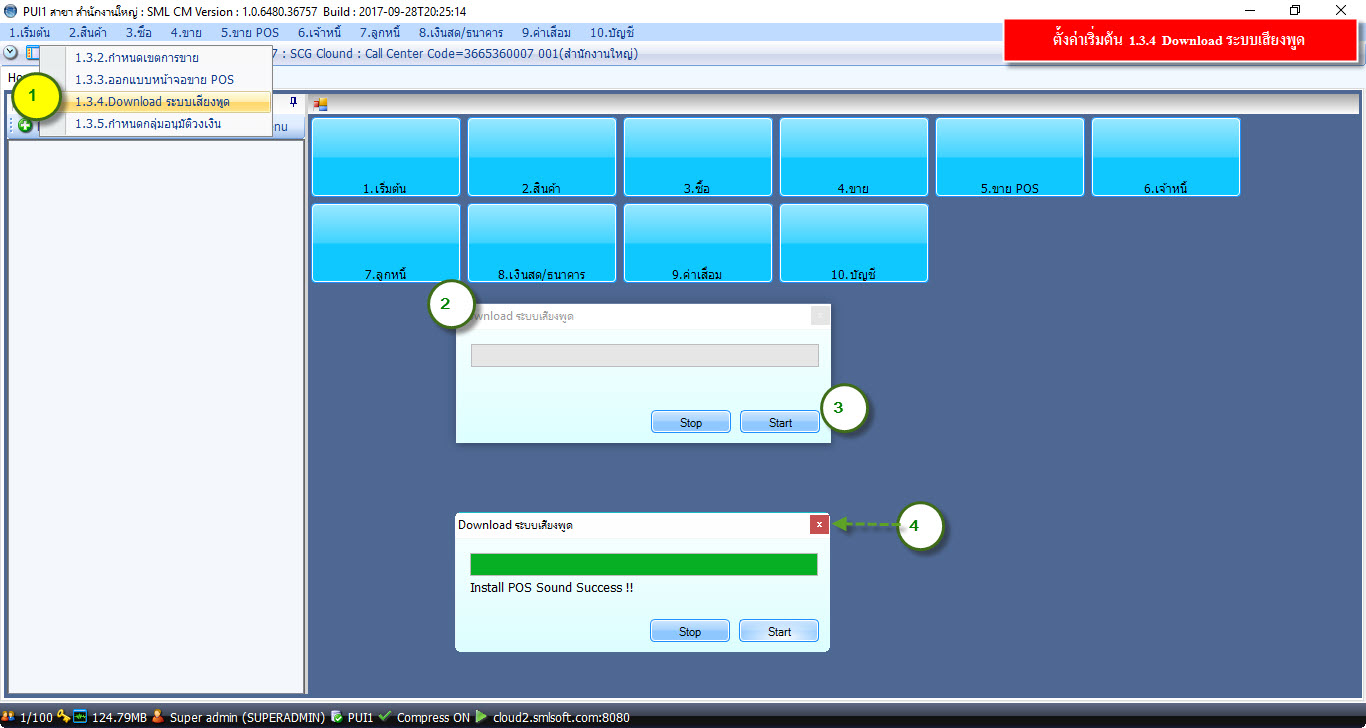 PUI1 สาขา สำนักงานใหญ่ : SML CM Version : 1.0.6480.36757 Build : 2017-09-28T20:25:14
1.เริ่มต้น 2.สินค้า 3.ซื้อ 4.ขาย 5.ขาย POS 6.เจ้าหนี้ 7.ลูกหนี้ 8.เงินสด/ธนาคาร 9.ค่าเสื่อม 10.บัญชี
ตั้งค่าเริ่มต้น 1.3.4 Download ระบบเสียงพูด
7 : SCG Clound : Call Center Code=3665360007 001(สำนักงานใหญ่)
1.3.2.กำหนดเขตการขาย
1.3.3.ออกแบบหน้าจอขาย POS
1
1.3.4.Download ระบบเสียงพูด
1.3.5.กำหนดกลุ่มอนุมัติวงเงิน
nu
1.เริ่มต้น 2.สินค้า 3.ซื้อ 4.ขาย 5.ขาย POS 6.เจ้าหนี้
7.ลูกหนี้ 8.เงินสด/ธนาคาร 9.ค่าเสื่อม 10.บัญชี
2
wnload ระบบเสียงพูด
3
Stop Start
Download ระบบเสียงพูด x
4
Install POS Sound Success !!
Stop Start
1/100 124.79MB Super admin (SUPERADMIN) PUI1 Compress ON cloud2.smlsoft.com:8080